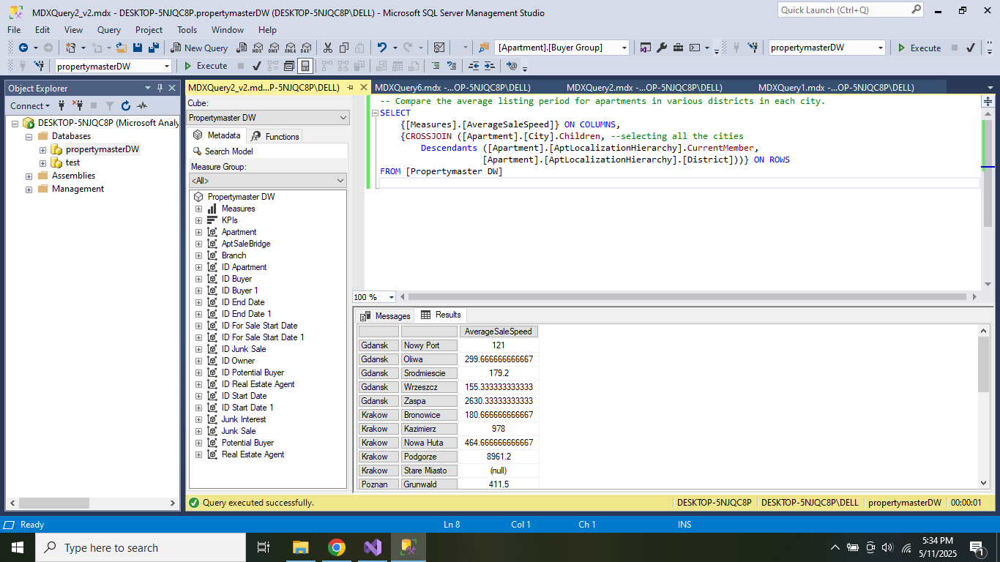 MDXQuery2_v2.mdx - DESKTOP-5NJQC8P.propertymasterDW (DESKTOP-5NJQC8P\DELL) - Microsoft SQL Server Management Studio
Quick Launch (Ctrl+Q)
File Edit View Query Project Tools Window Help
New Query MDX DMX XMLA DAX [Apartment].[Buyer Group] propertymasterDW Execute
propertymasterDW Execute
Object Explorer
Connect
DESKTOP-5NJQC8P (Microsoft Analy
Databases
propertymasterDW
test
Assemblies
Management
MDXQuery2_v2.md...P-5NJQC8P\DELL) MDXQuery6.mdx -...OP-5NJQC8P\DELL) MDXQuery2.mdx -...OP-5NJQC8P\DELL) MDXQuery1.mdx -...OP-5NJQC8P\DELL)
Cube:
Propertymaster DW
Metadata Functions
Search Model
Measure Group:
<All>
Propertymaster DW
Measures
KPIs
Apartment
AptSaleBridge
Branch
ID Apartment
ID Buyer
ID Buyer 1
ID End Date
ID End Date 1
ID For Sale Start Date
ID For Sale Start Date 1
ID Junk Sale
ID Owner
ID Potential Buyer
ID Real Estate Agent
ID Start Date
ID Start Date 1
Junk Interest
Junk Sale
Potential Buyer
Real Estate Agent
-- Compare the average listing period for apartments in various districts in each city.
SELECT
{[Measures].[AverageSaleSpeed]} ON COLUMNS,
{CROSSJOIN ([Apartment].[City].Children, --selecting all the cities
Descendants ([Apartment].[AptLocalizationHierarchy].CurrentMember,
[Apartment].[AptLocalizationHierarchy].[District]))} ON ROWS
FROM [Propertymaster DW]
100 %
Messages Results
AverageSaleSpeed
Gdansk Nowy Port 121
Gdansk Oliwa 299.666666666667
Gdansk Srodmiescie 179.2
Gdansk Wrzeszcz 155.333333333333
Gdansk Zaspa 2630.33333333333
Krakow Bronowice 180.666666666667
Krakow Kazimierz 978
Krakow Nowa Huta 464.666666666667
Krakow Podgorze 8961.2
Krakow Stare Miasto (null)
Poznan Grunwald 411.5
Query executed successfully. DESKTOP-5NJQC8P DESKTOP-5NJQC8P\DELL propertymasterDW 00:00:01
Ready Ln 8 Col 1 Ch 1 INS
Type here to search
5:34 PM
5/11/2025
1